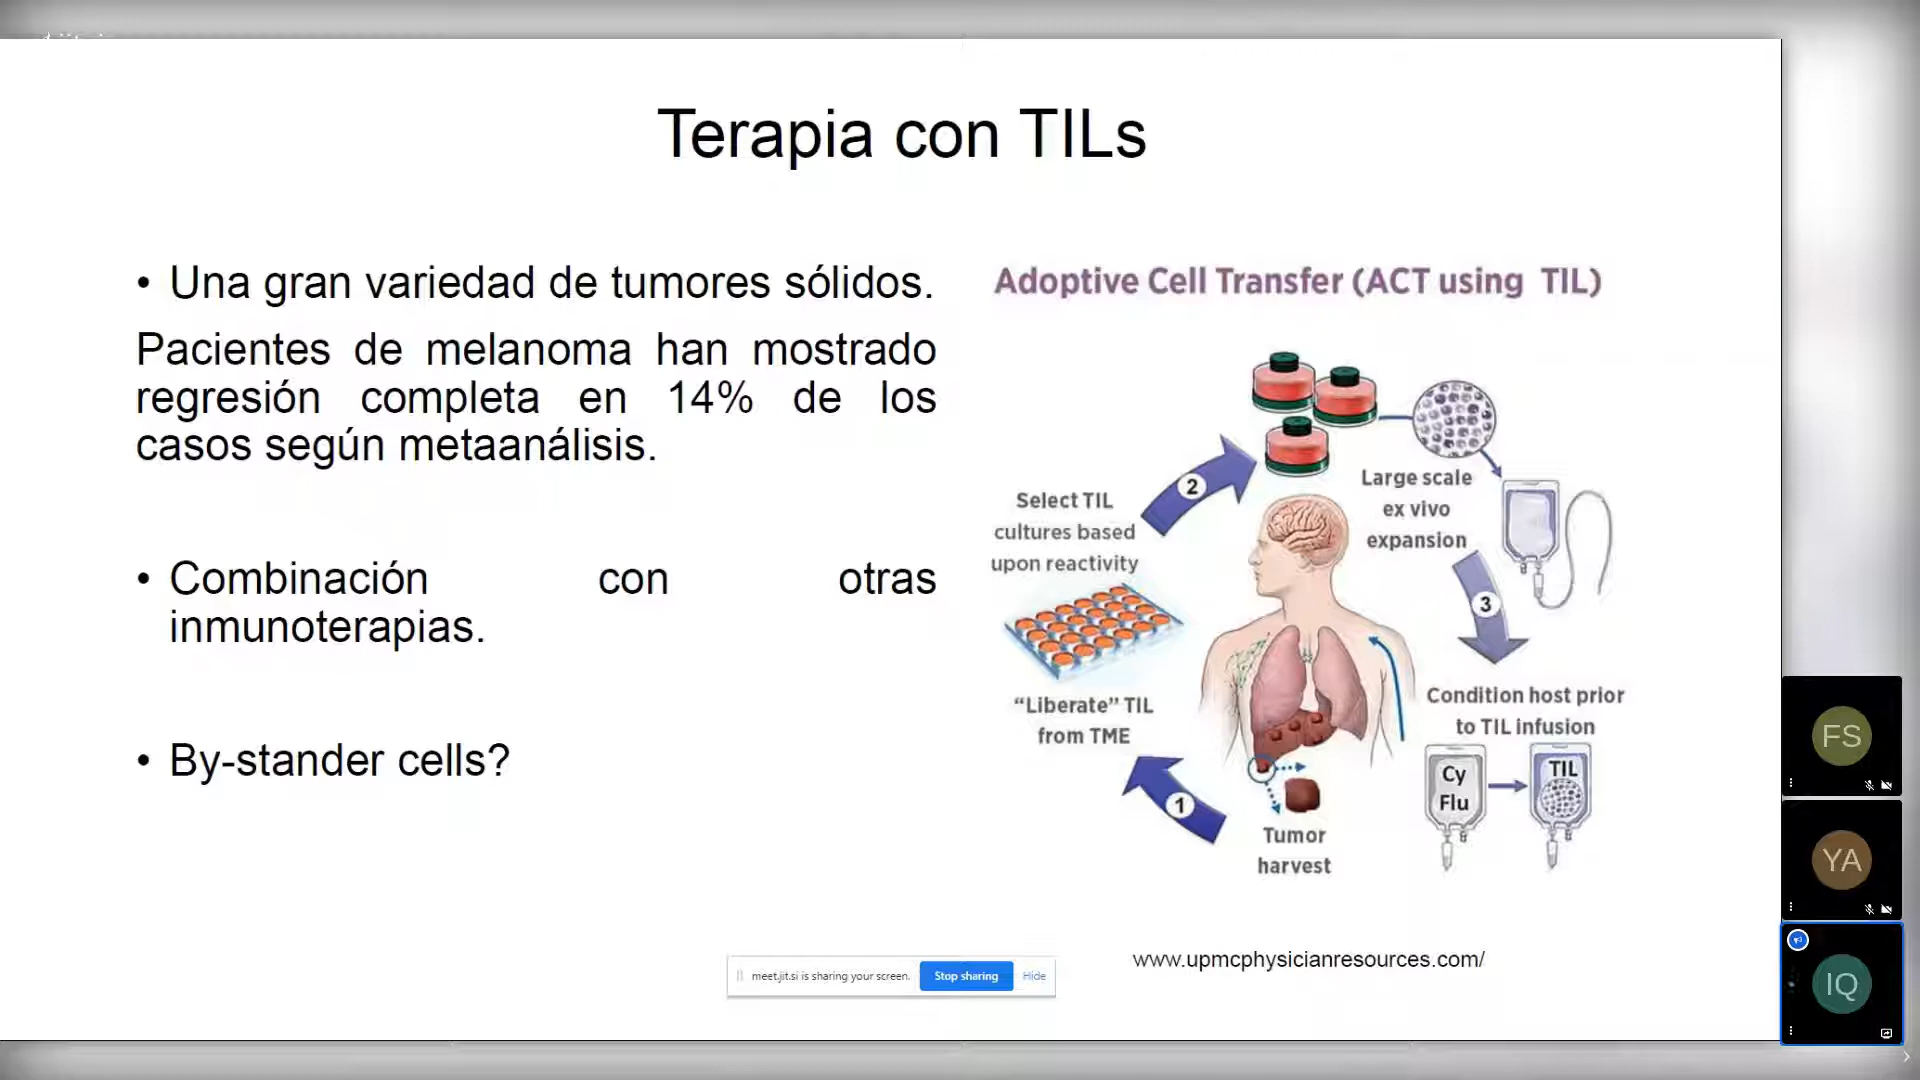 Terapia con TILs
• Una gran variedad de tumores sólidos.
Pacientes de melanoma han mostrado
regresión completa en 14% de los
casos según metaanálisis.
• Combinación con otras
inmunoterapias.
• By-stander cells?
Adoptive Cell Transfer (ACT using TIL)
2
Select TIL
cultures based
upon reactivity
Large scale
ex vivo
expansion
3
"Liberate" TIL
from TME
Condition host prior
to TIL infusion
1
Cy
Flu
TIL
Tumor
harvest
www.upmcphysicianresources.com/
meet.jit.si is sharing your screen.
Stop sharing
Hide
FS
YA
IQ